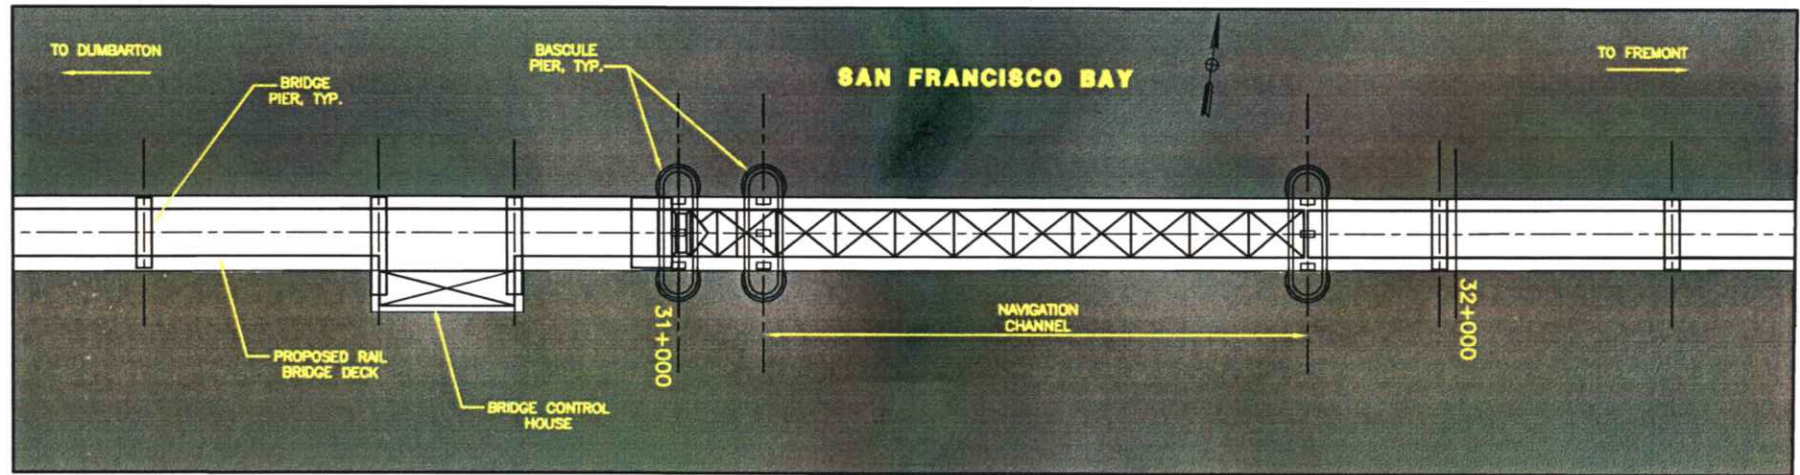 TO DUMBARTON
BRIDGE
PIER, TYP.
BASCULE
PIER, TYP.
SAN FRANCISCO BAY
TO FREMONT
31+000
NAVIGATION
CHANNEL
32+000
PROPOSED RAIL
BRIDGE DECK
BRIDGE CONTROL
HOUSE